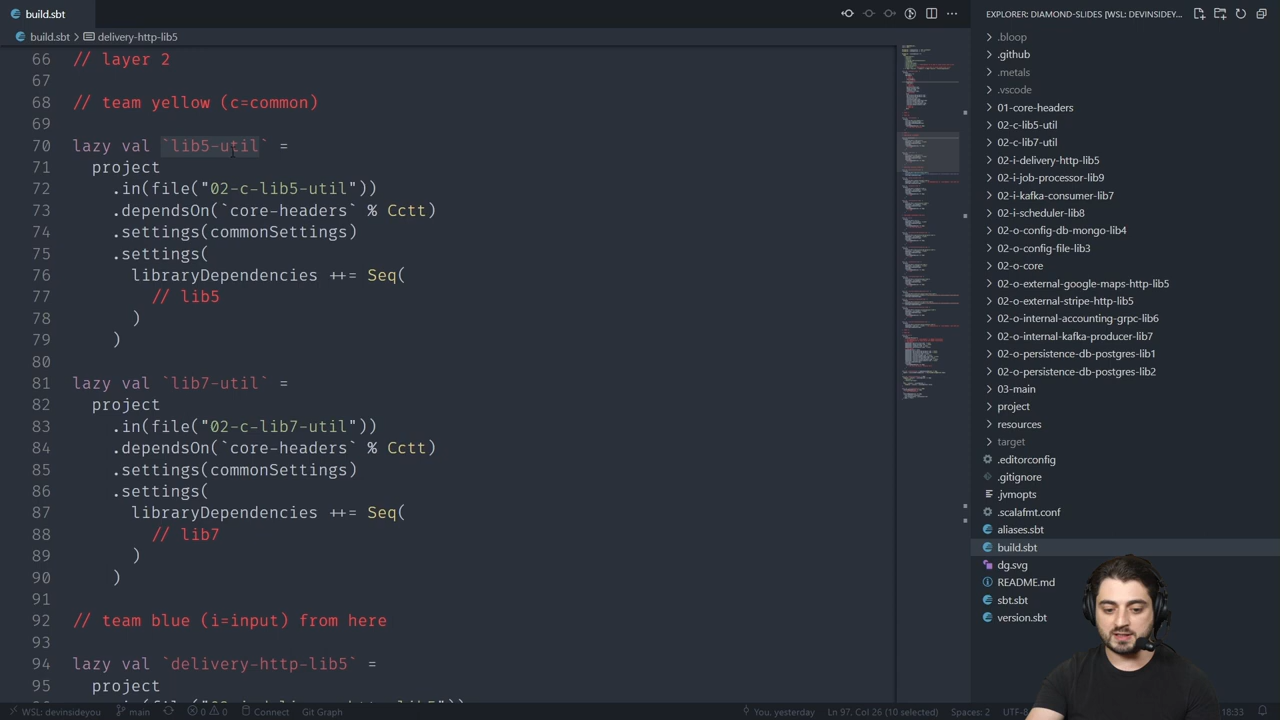 build.sbt
EXPLORER: DIAMOND-SLIDES [WSL: DEVINSIDEY...
build.sbt > delivery-http-lib5
66 // layer 2
67
68 // team yellow (c=common)
69
70 lazy val `lib5-util` =
71 project
72 .in(file("02-c-lib5-util"))
73 .dependsOn(`core-headers` % Cctt)
74 .settings(commonSettings)
75 .settings(
76 libraryDependencies ++= Seq(
77 // lib5
78 )
79 )
80
81 lazy val `lib7-util` =
82 project
83 .in(file("02-c-lib7-util"))
84 .dependsOn(`core-headers` % Cctt)
85 .settings(commonSettings)
86 .settings(
87 libraryDependencies ++= Seq(
88 // lib7
89 )
90 )
91
92 // team blue (i=input) from here
93
94 lazy val `delivery-http-lib5` =
95 project
.bloop
.github
.metals
.vscode
01-core-headers
02-c-lib5-util
02-c-lib7-util
02-i-delivery-http-lib5
02-i-job-processor-lib9
02-i-kafka-consumer-lib7
02-i-scheduler-lib8
02-o-config-db-mongo-lib4
02-o-config-file-lib3
02-o-core
02-o-external-google-maps-http-lib5
02-o-external-stripe-http-lib5
02-o-internal-accounting-grpc-lib6
02-o-internal-kafka-producer-lib7
02-o-persistence-db-postgres-lib1
02-o-persistence-db-postgres-lib2
03-main
project
resources
target
.editorconfig
.gitignore
.jvmopts
.scalafmt.conf
aliases.sbt
build.sbt
dg.svg
README.md
sbt.sbt
version.sbt
WSL: devinsideyou main 0 0 Connect Git Graph You, yesterday Ln 97, Col 26 (10 selected) Spaces: 2 UTF-8 18:33